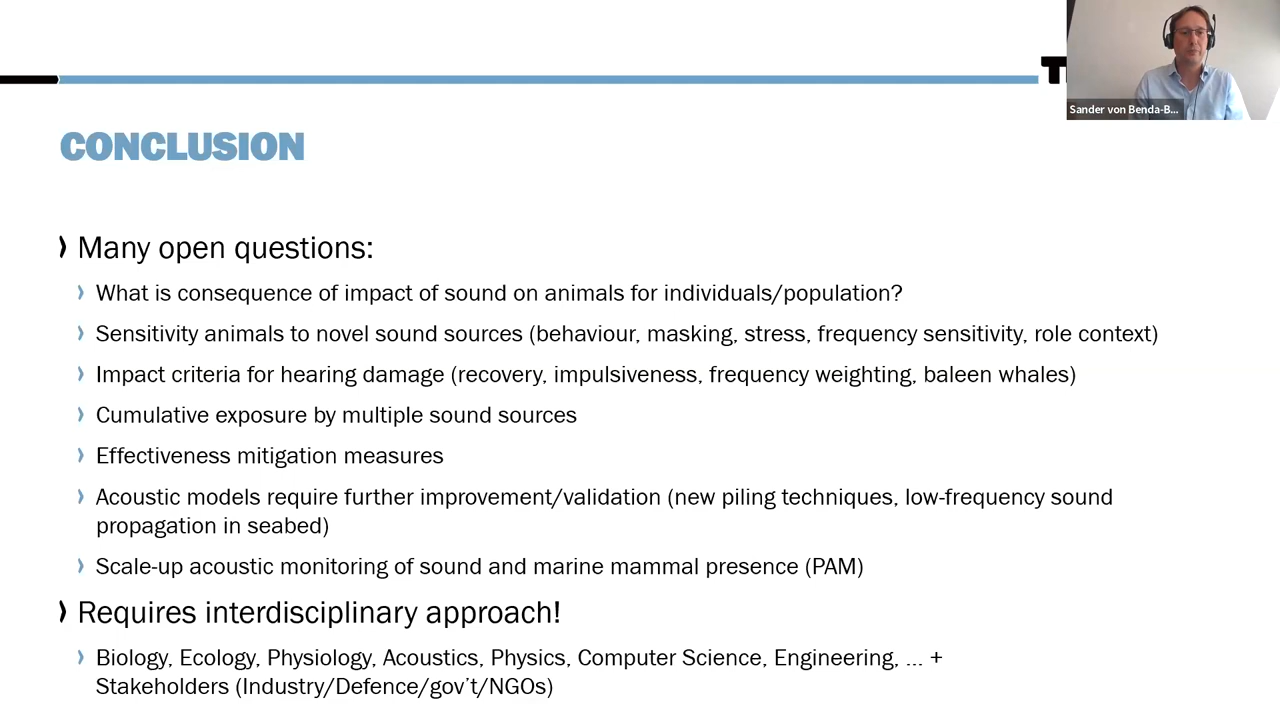 Sander von Benda-B...
CONCLUSION
Many open questions:
What is consequence of impact of sound on animals for individuals/population?
Sensitivity animals to novel sound sources (behaviour, masking, stress, frequency sensitivity, role context)
Impact criteria for hearing damage (recovery, impulsiveness, frequency weighting, baleen whales)
Cumulative exposure by multiple sound sources
Effectiveness mitigation measures
Acoustic models require further improvement/validation (new piling techniques, low-frequency sound
propagation in seabed)
Scale-up acoustic monitoring of sound and marine mammal presence (PAM)
Requires interdisciplinary approach!
Biology, Ecology, Physiology, Acoustics, Physics, Computer Science, Engineering, ... +
Stakeholders (Industry/Defence/gov't/NGOs)